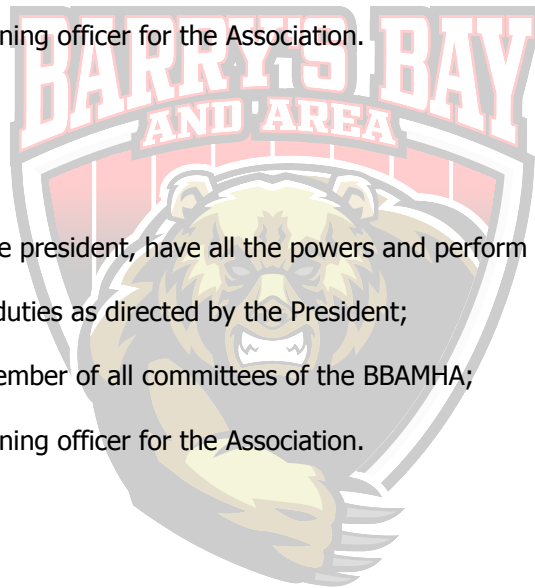 ning officer for the Association.
BARRY'S BAY
AND AREA
e president, have all the powers and perform
duties as directed by the President;
ember of all committees of the BBAMHA;
ning officer for the Association.